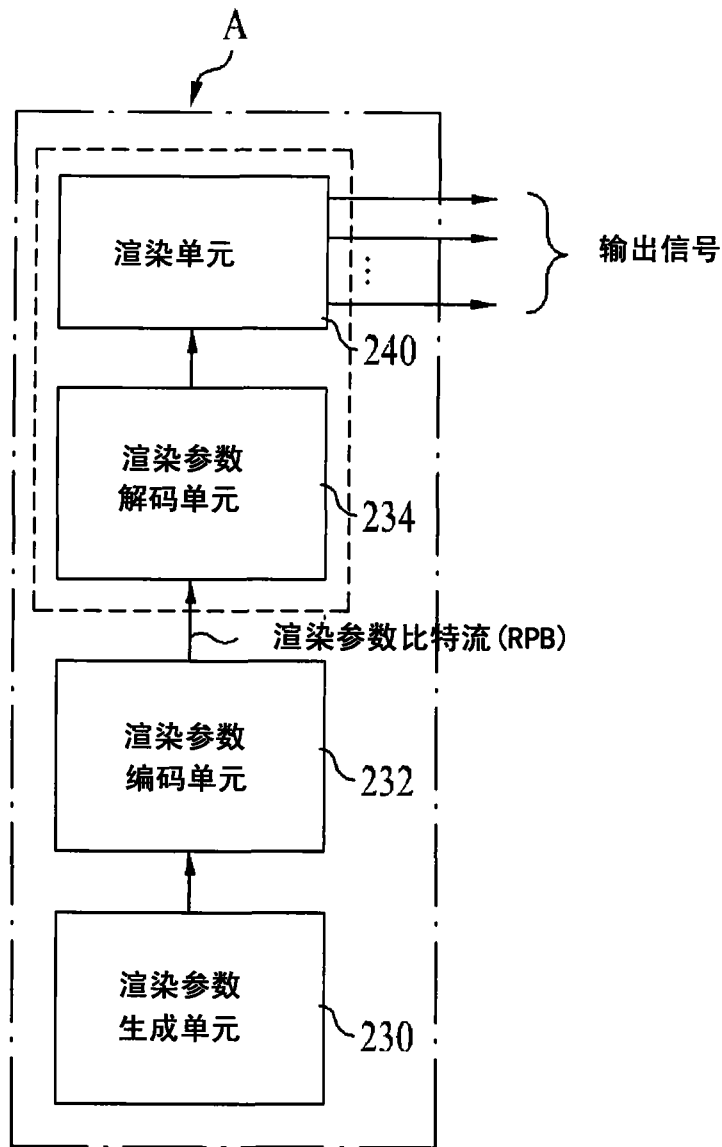 A
渲染单元
输出信号
240
渲染参数
解码单元
234
渲染参数比特流(RPB)
渲染参数
编码单元
232
渲染参数
生成单元
230